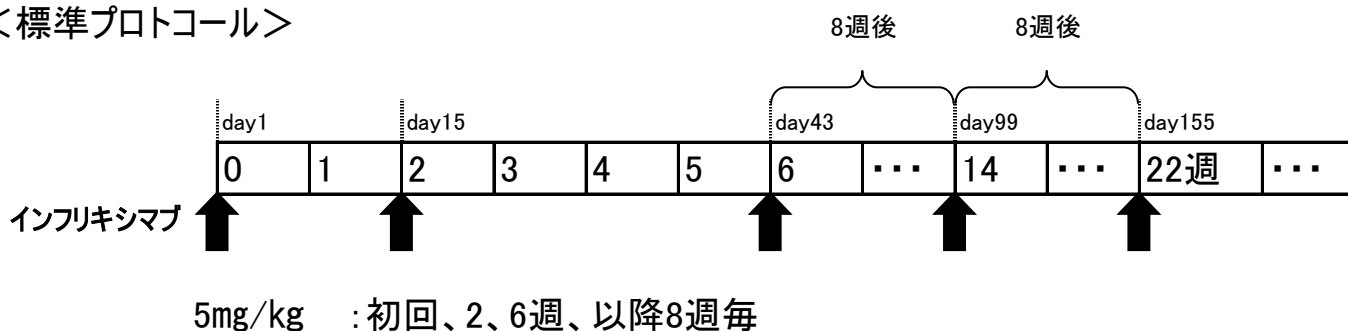 ＜標準プロトコール＞
8週後 8週後
day1 day15 day43 day99 day155
0 1 2 3 4 5 6 ・・・ 14 ・・・ 22週 ・・・
インフリキシマブ
5mg/kg ：初回、2、6週、以降8週毎